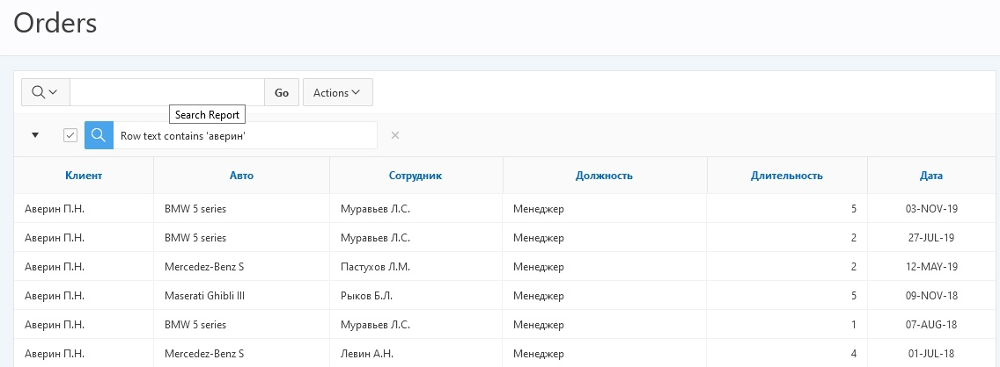 Orders
Go Actions
Search Report
Row text contains 'аверин'
Клиент Авто Сотрудник Должность Длительность Дата
Аверин П.Н. BMW 5 series Муравьев Л.С. Менеджер 5 03-NOV-19
Аверин П.Н. BMW 5 series Муравьев Л.С. Менеджер 2 27-JUL-19
Аверин П.Н. Mercedez-Benz S Пастухов Л.М. Менеджер 2 12-MAY-19
Аверин П.Н. Maserati Ghibli III Рыков Б.Л. Менеджер 5 09-NOV-18
Аверин П.Н. BMW 5 series Муравьев Л.С. Менеджер 1 07-AUG-18
Аверин П.Н. Mercedez-Benz S Левин А.Н. Менеджер 4 01-JUL-18